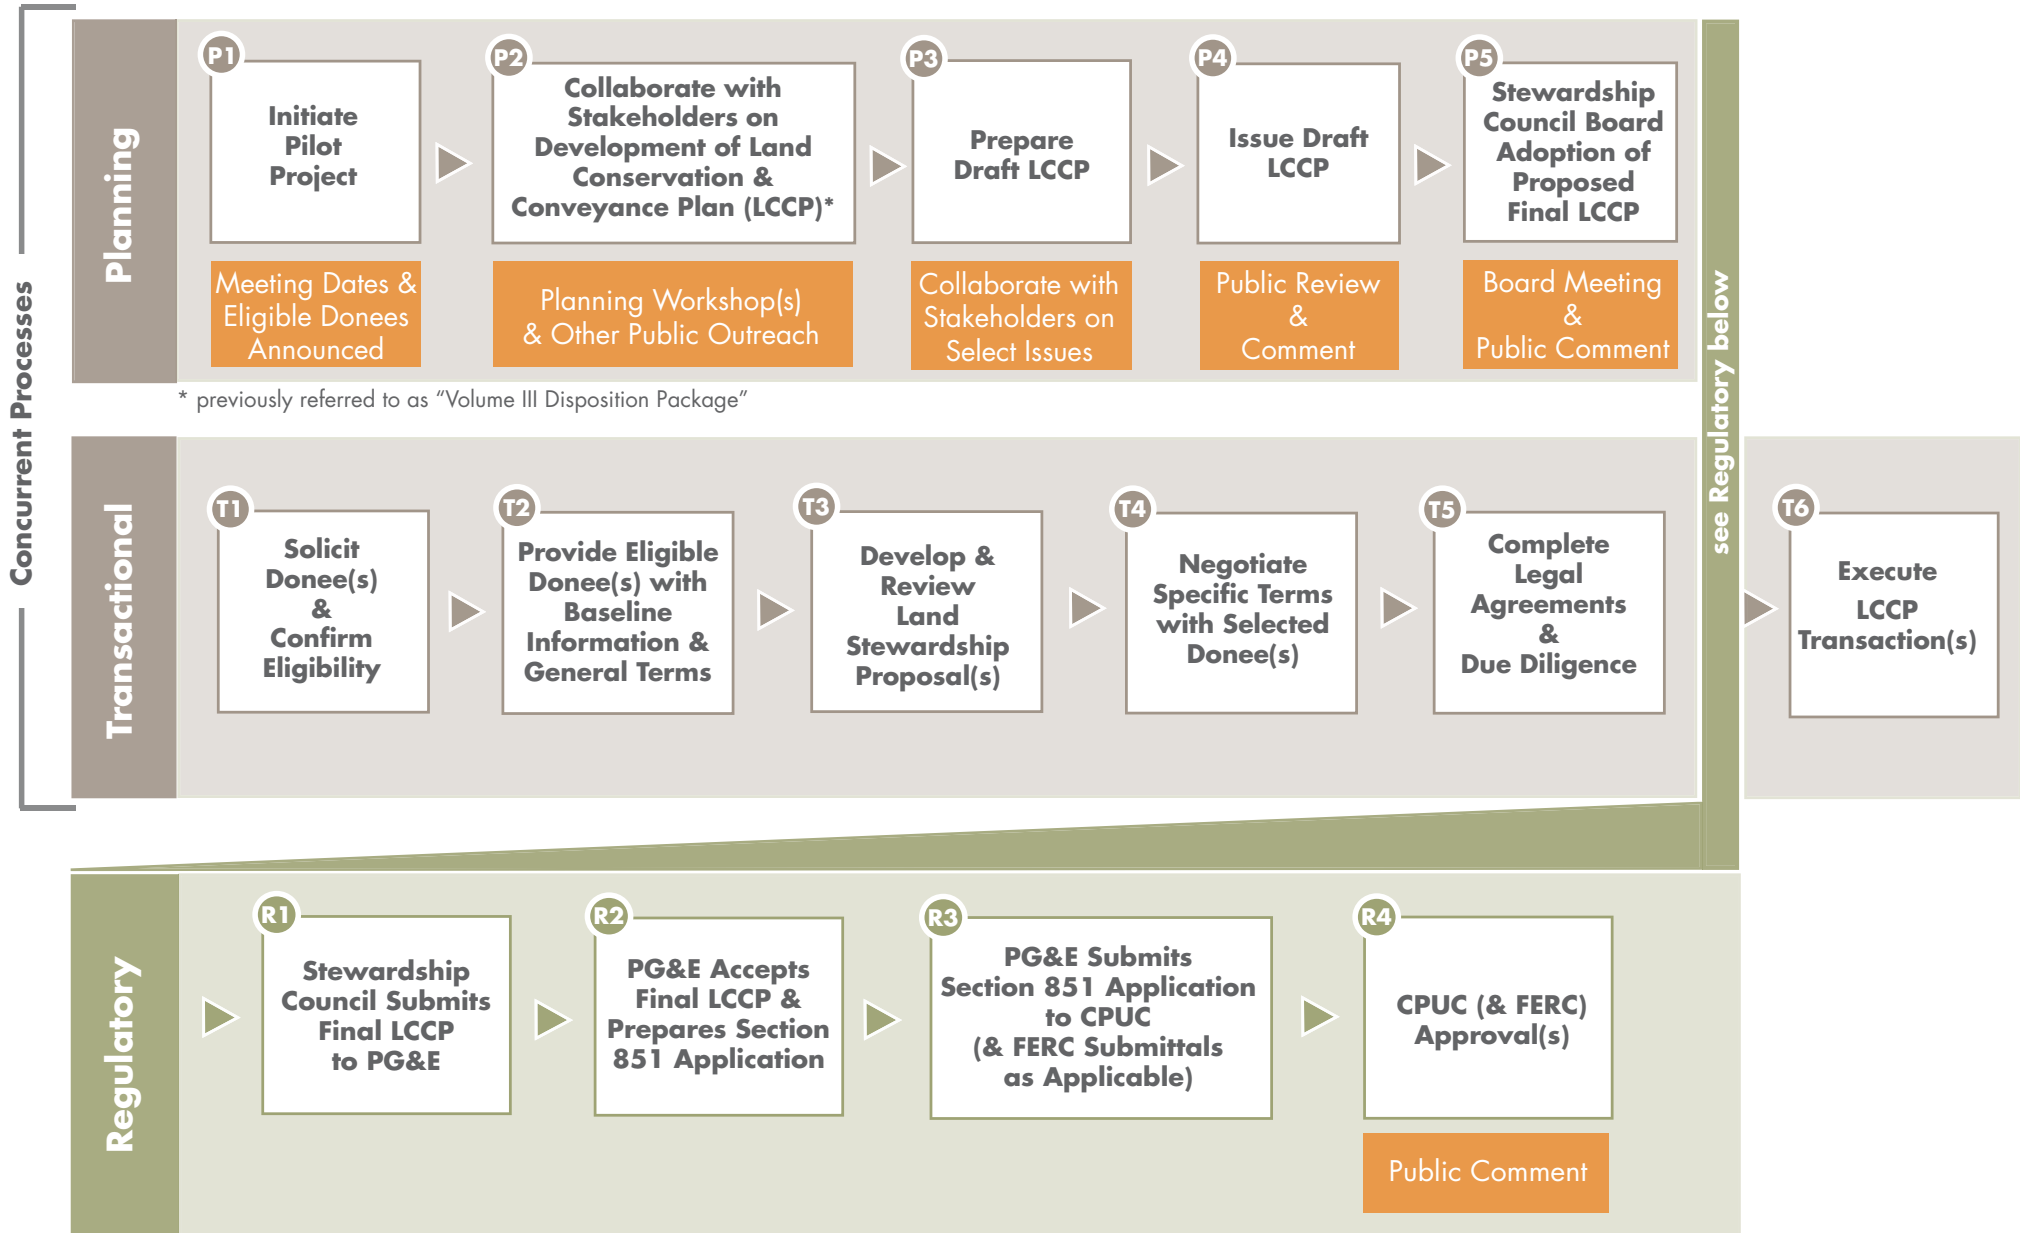 Concurrent Processes
Planning
P1
Initiate
Pilot
Project
Meeting Dates &
Eligible Donees
Announced
P2
Collaborate with
Stakeholders on
Development of Land
Conservation &
Conveyance Plan (LCCP)*
Planning Workshop(s)
& Other Public Outreach
P3
Prepare
Draft LCCP
Collaborate with
Stakeholders on
Select Issues
P4
Issue Draft
LCCP
Public Review
&
Comment
P5
Stewardship
Council Board
Adoption of
Proposed
Final LCCP
Board Meeting
&
Public Comment
* previously referred to as “Volume III Disposition Package”
see Regulatory below
Transactional
T1
Solicit
Donee(s)
&
Confirm
Eligibility
T2
Provide Eligible
Donee(s) with
Baseline
Information &
General Terms
T3
Develop &
Review
Land
Stewardship
Proposal(s)
T4
Negotiate
Specific Terms
with Selected
Donee(s)
T5
Complete
Legal
Agreements
&
Due Diligence
T6
Execute
LCCP
Transaction(s)
Regulatory
R1
Stewardship
Council Submits
Final LCCP
to PG&E
R2
PG&E Accepts
Final LCCP &
Prepares Section
851 Application
R3
PG&E Submits
Section 851 Application
to CPUC
(& FERC Submittals
as Applicable)
R4
CPUC (& FERC)
Approval(s)
Public Comment